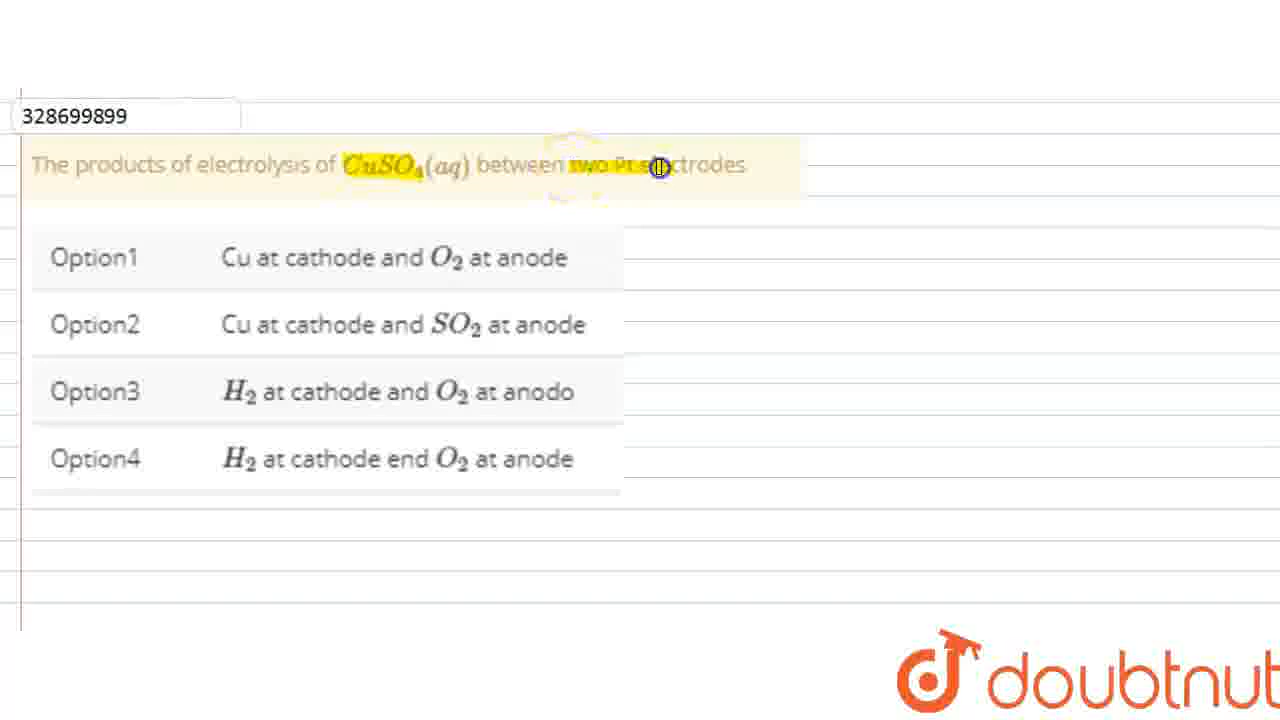 328699899
The products of electrolysis of CuSO₄(aq) between two Pt electrodes
Option1 Cu at cathode and O₂ at anode
Option2 Cu at cathode and SO₂ at anode
Option3 H₂ at cathode and O₂ at anodo
Option4 H₂ at cathode end O₂ at anode
doubtnut